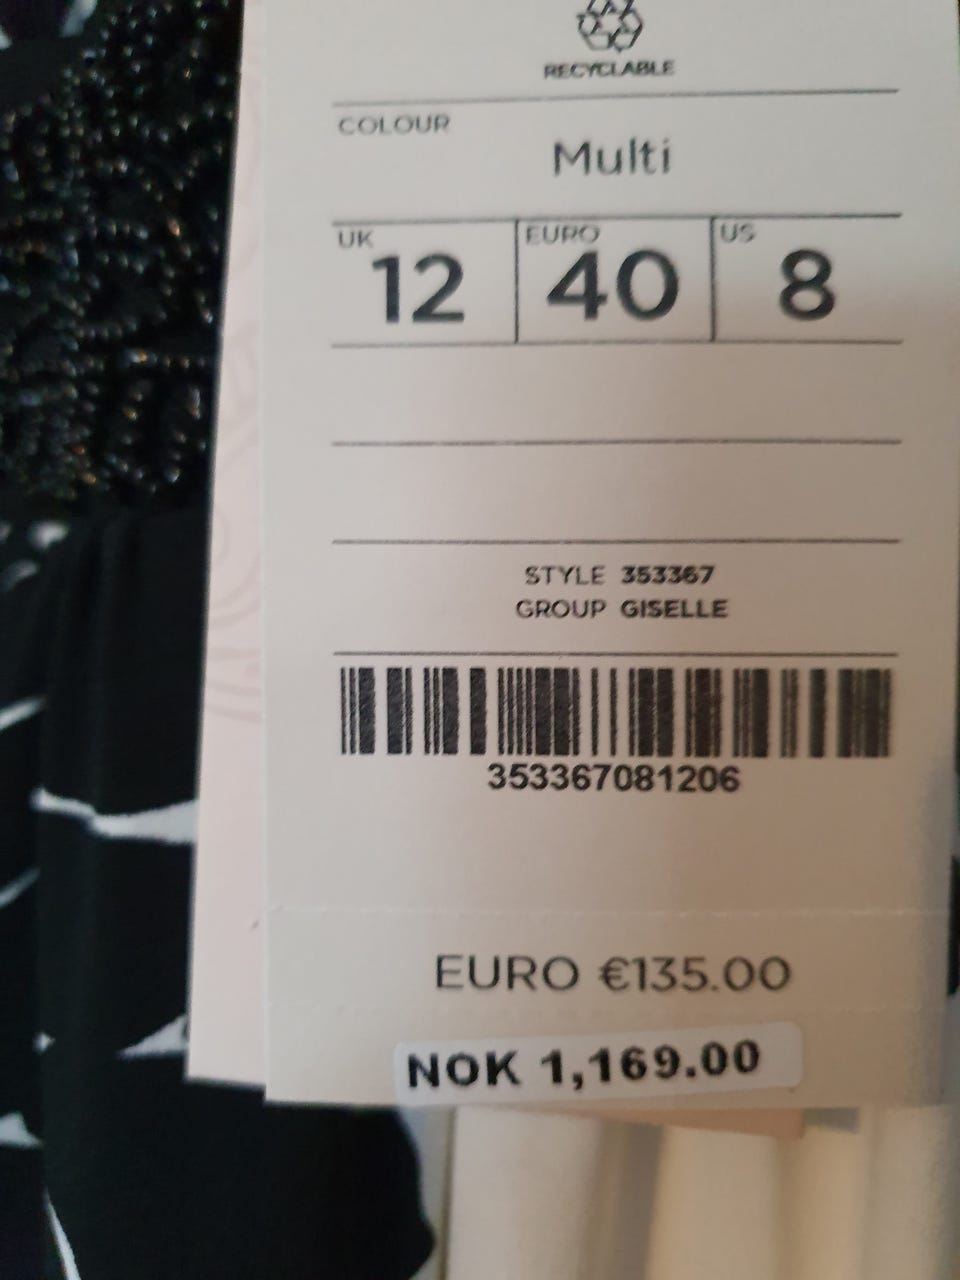 RECYCLABLE
COLOUR
Multi
UK EURO US
12 40 8
STYLE 353367
GROUP GISELLE
353367081206
EURO €135.00
NOK 1,169.00